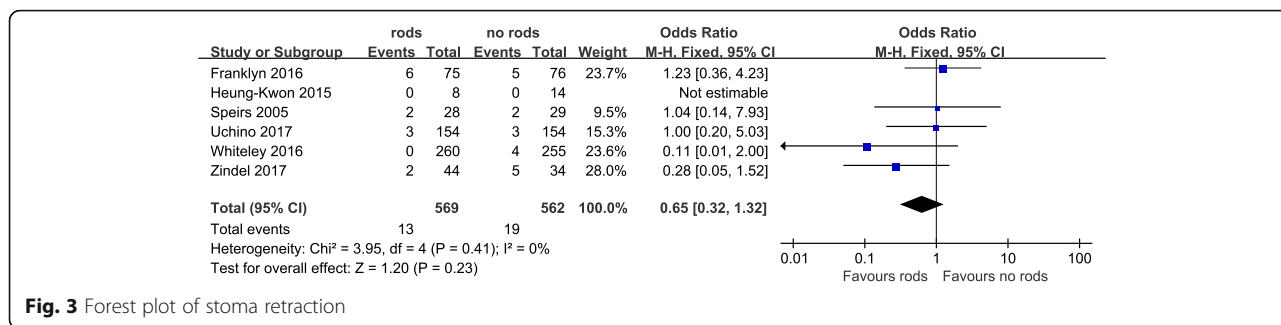 rods no rods Odds Ratio Odds Ratio
Study or Subgroup Events Total Events Total Weight M-H, Fixed, 95% CI M-H, Fixed, 95% CI
Franklyn 2016 6 75 5 76 23.7% 1.23 [0.36, 4.23]
Heung-Kwon 2015 0 8 0 14 Not estimable
Speirs 2005 2 28 2 29 9.5% 1.04 [0.14, 7.93]
Uchino 2017 3 154 3 154 15.3% 1.00 [0.20, 5.03]
Whiteley 2016 0 260 4 255 23.6% 0.11 [0.01, 2.00]
Zindel 2017 2 44 5 34 28.0% 0.28 [0.05, 1.52]
Total (95% CI) 569 562 100.0% 0.65 [0.32, 1.32]
Total events 13 19
Heterogeneity: Chi² = 3.95, df = 4 (P = 0.41); I² = 0%
Test for overall effect: Z = 1.20 (P = 0.23)
0.01 0.1 1 10 100
Favours rods Favours no rods
Fig. 3 Forest plot of stoma retraction